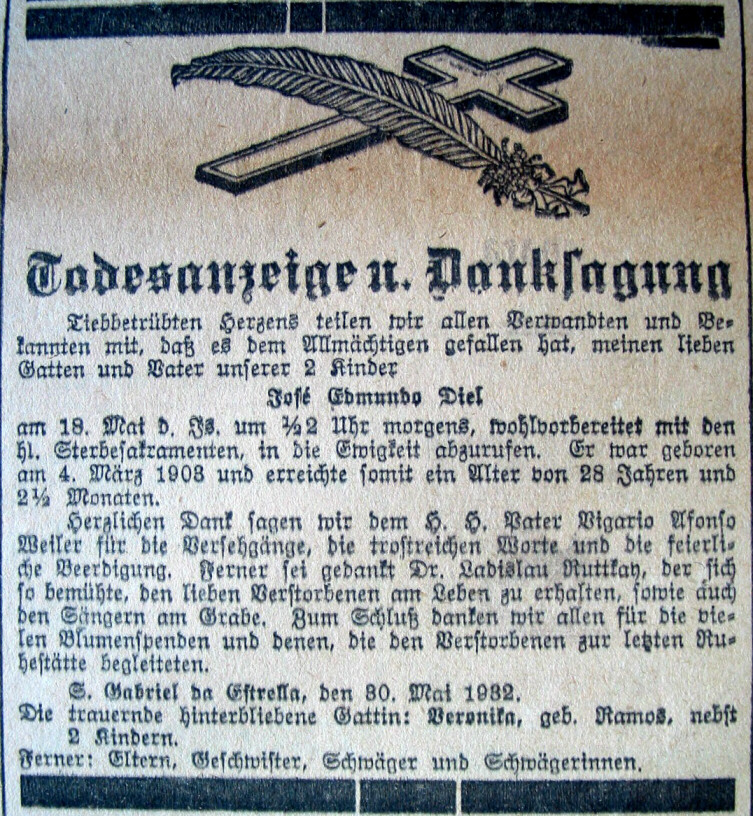 Todesanzeige u. Danksagung
Tiebbetrübten Herzens teilen wir allen Verwandten und Be-
kannten mit, daß es dem Allmächtigen gefallen hat, meinen lieben
Gatten und Vater unserer 2 Kinder
José Edmundo Diel
am 18. Mai d. Js. um ½2 Uhr morgens, wohlvorbereitet mit den
hl. Sterbesakramenten, in die Ewigkeit abzurufen. Er war geboren
am 4. März 1903 und erreichte somit ein Alter von 28 Jahren und
2½ Monaten.
Herzlichen Dank sagen wir dem H. H. Pater Vigario Afonso
Weiler für die Versehgänge, die trostreichen Worte und die feierli-
che Beerdigung. Ferner sei gedankt Dr. Ladislau Ruttkay, der sich
so bemühte, den lieben Verstorbenen am Leben zu erhalten, sowie auch
den Sängern am Grabe. Zum Schluß danken wir allen für die vie-
len Blumenspenden und denen, die den Verstorbenen zur letzten Ru-
hestätte begleiteten.
S. Gabriel da Estrella, den 30. Mai 1932.
Die trauernde hinterbliebene Gattin: Veronika, geb. Ramos, nebst
2 Kindern.
Ferner: Eltern, Geschwister, Schwäger und Schwägerinnen.